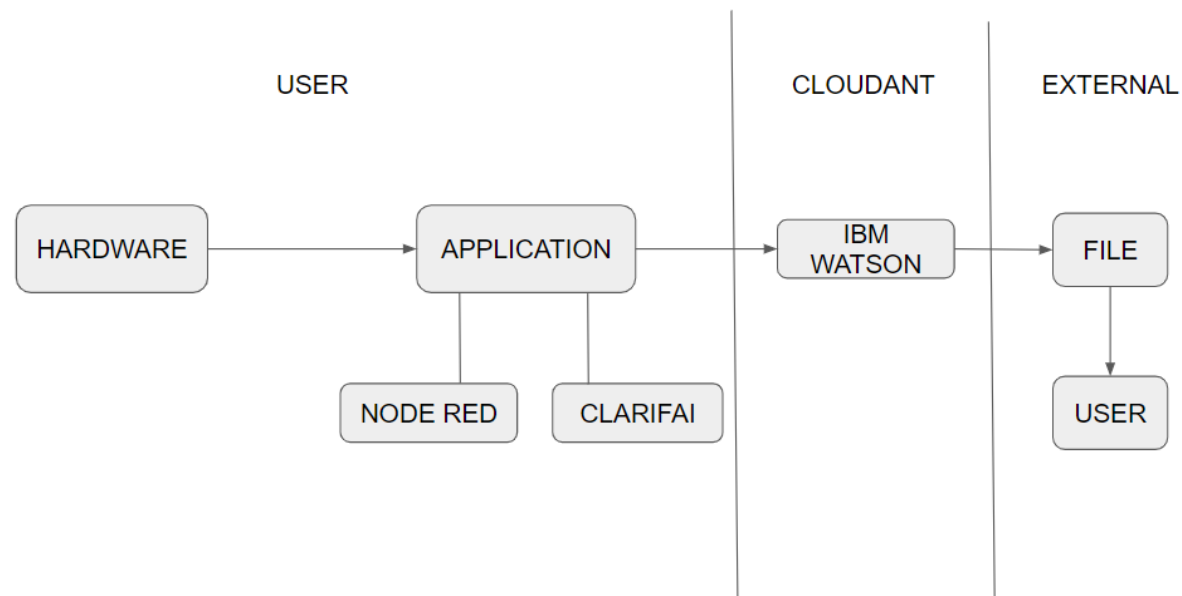 USER
CLOUDANT
EXTERNAL
HARDWARE
APPLICATION
IBM
WATSON
FILE
NODE RED
CLARIFAI
USER